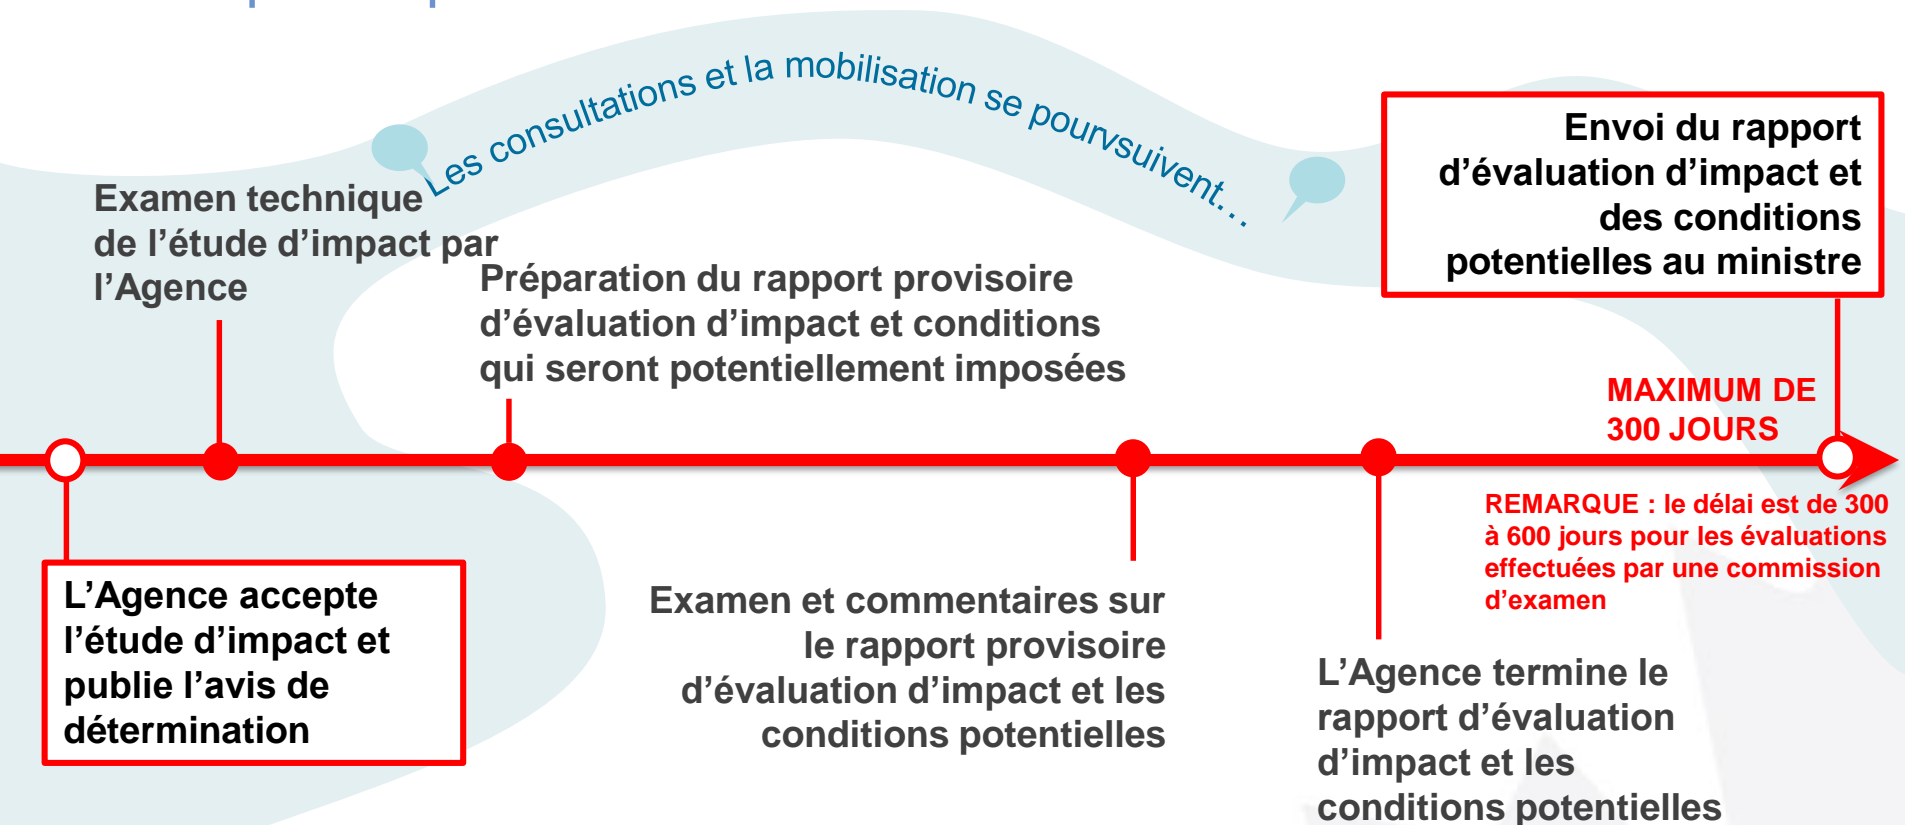 Les consultations et la mobilisation se pourvsuivent…
Examen technique
de l’étude d’impact par
l’Agence
Préparation du rapport provisoire
d’évaluation d’impact et conditions
qui seront potentiellement imposées
Envoi du rapport
d’évaluation d’impact et
des conditions
potentielles au ministre
MAXIMUM DE
300 JOURS
L’Agence accepte
l’étude d’impact et
publie l’avis de
détermination
Examen et commentaires sur
le rapport provisoire
d’évaluation d’impact et les
conditions potentielles
L’Agence termine le
rapport d’évaluation
d’impact et les
conditions potentielles
REMARQUE : le délai est de 300
à 600 jours pour les évaluations
effectuées par une commission
d’examen